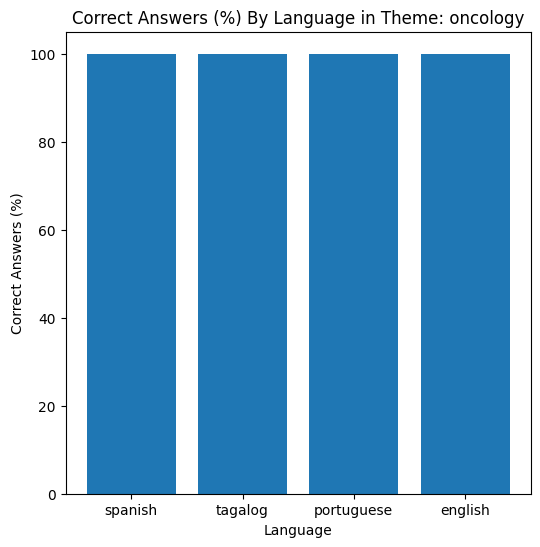 Correct Answers (%) By Language in Theme: oncology
100
80
60
40
20
0
Correct Answers (%)
spanish tagalog portuguese english
Language